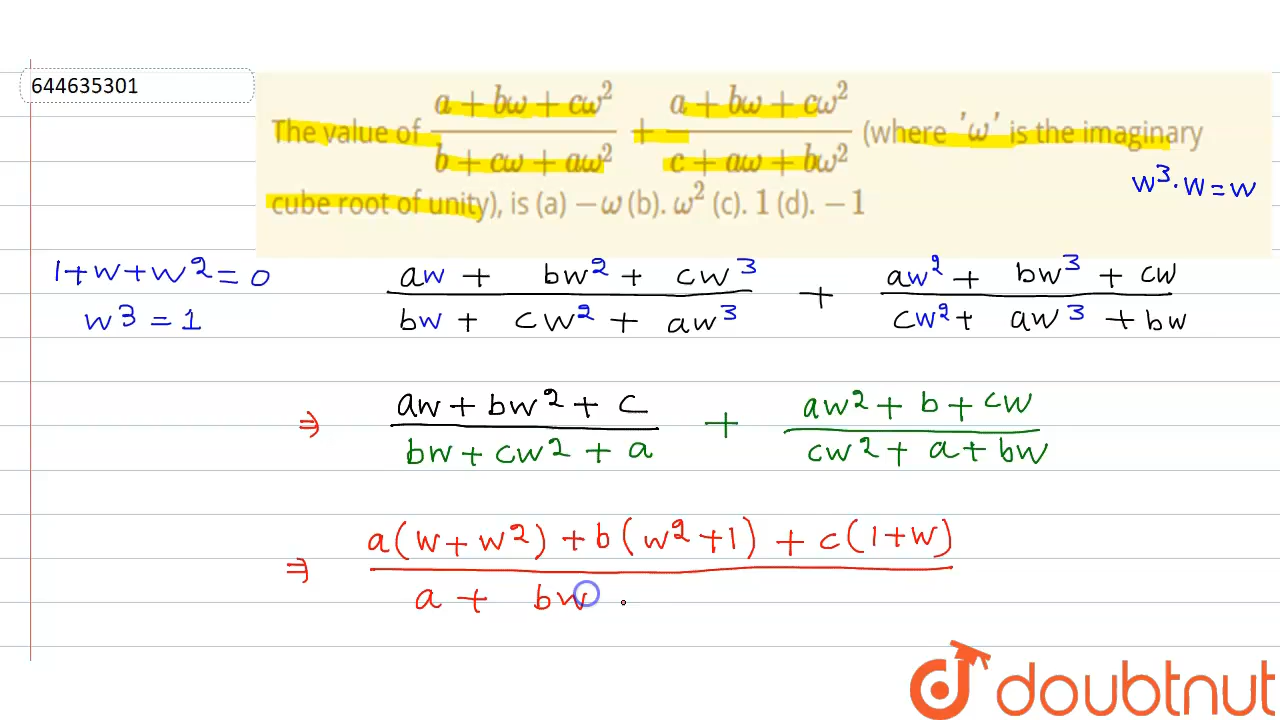 644635301
The value of (a + bω + cω²)/(b + cω + aω²) + (a + bω + cω²)/(c + aω + bω²) (where 'ω' is the imaginary
cube root of unity), is (a) −ω (b). ω² (c). 1 (d). −1
w³·w = w
1+w+w² = 0
w³ = 1
(aw + bw² + cw³)/(bw + cw² + aw³) + (aw² + bw³ + cw)/(cw² + aw³ + bw)
⇒ (aw + bw² + c)/(bw + cw² + a) + (aw² + b + cw)/(cw² + a + bw)
⇒ (a(w+w²) + b(w²+1) + c(1+w))/(a + bw
doubtnut